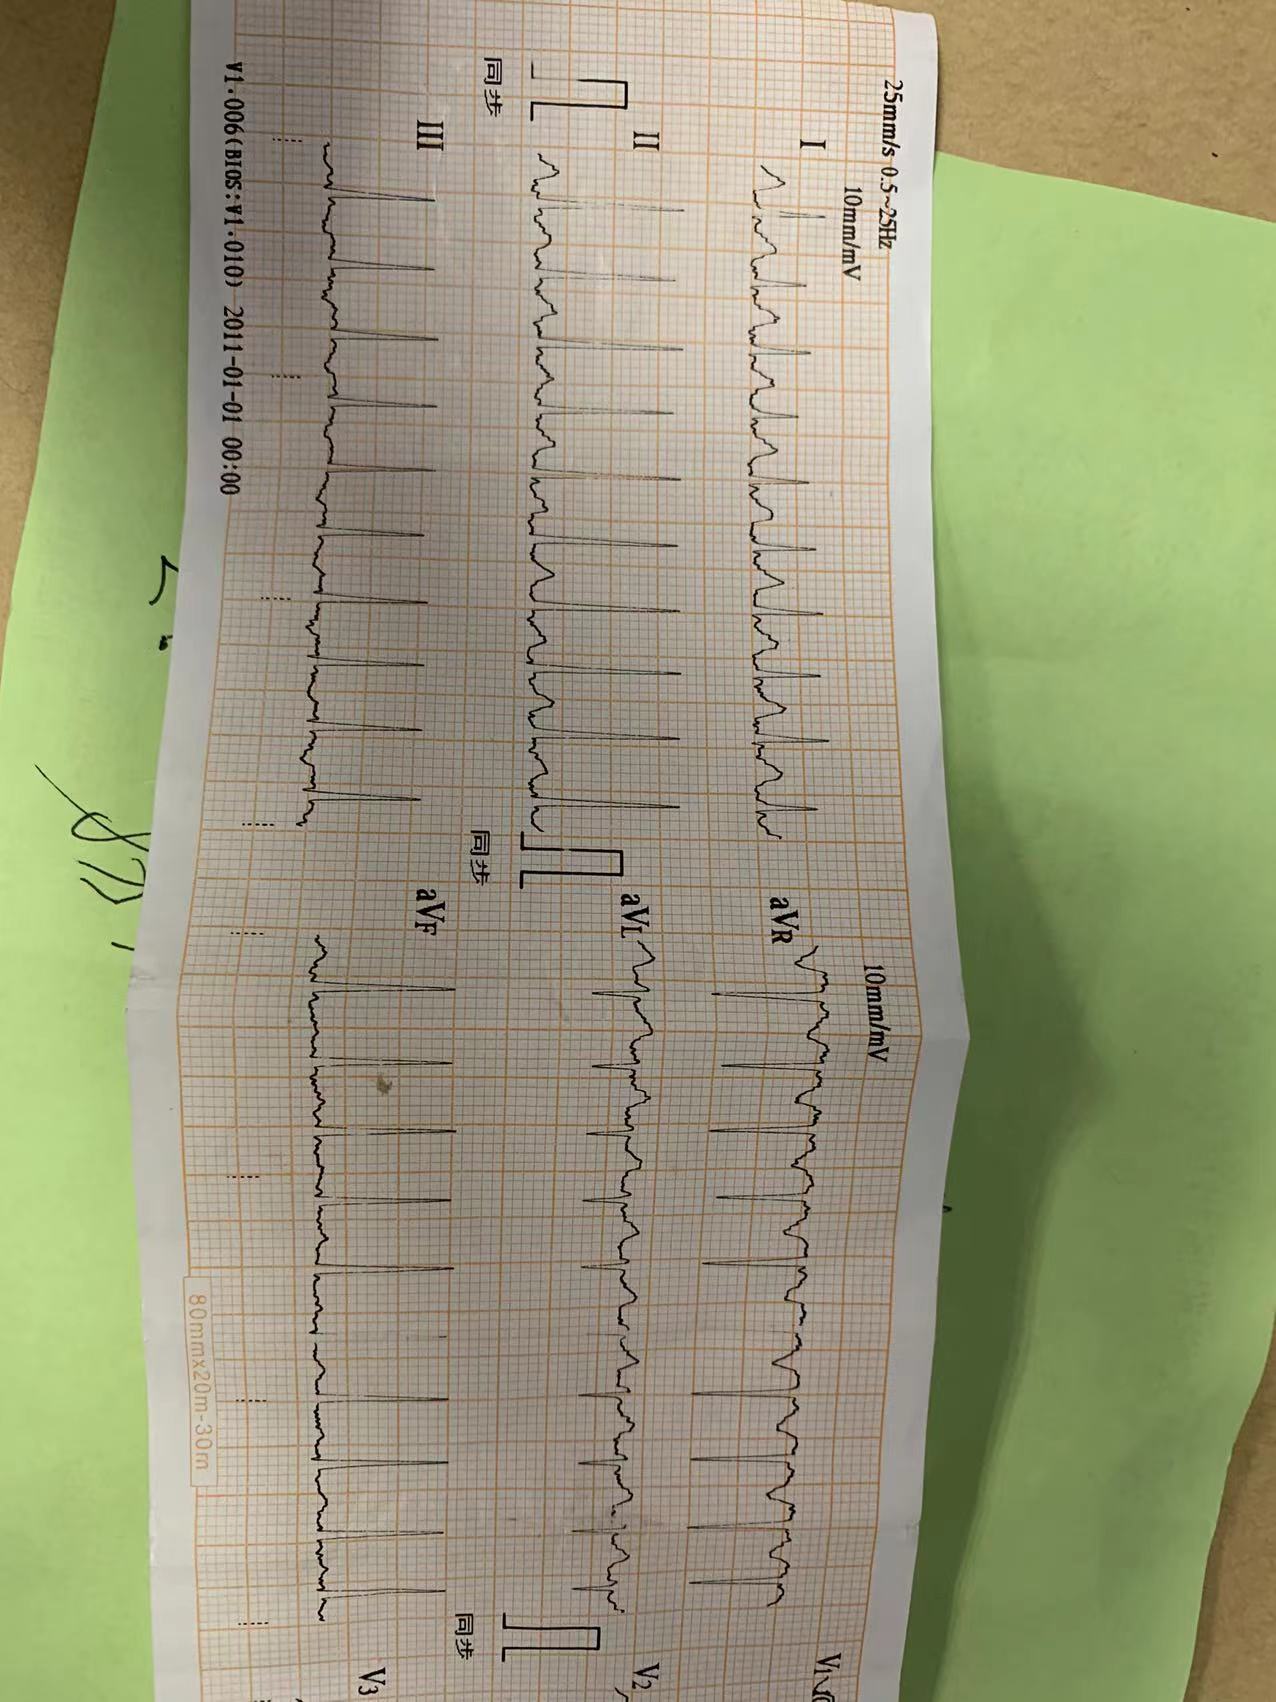 25mm/s 0.5~25Hz
10mm/mV
I
II
III
同步
V1.006(BIOS:V1.010) 2011-01-01 00:00
10mm/mV
aVR
aVL
aVF
同步
80mmx20m-30m
V1
V2
V3
同步